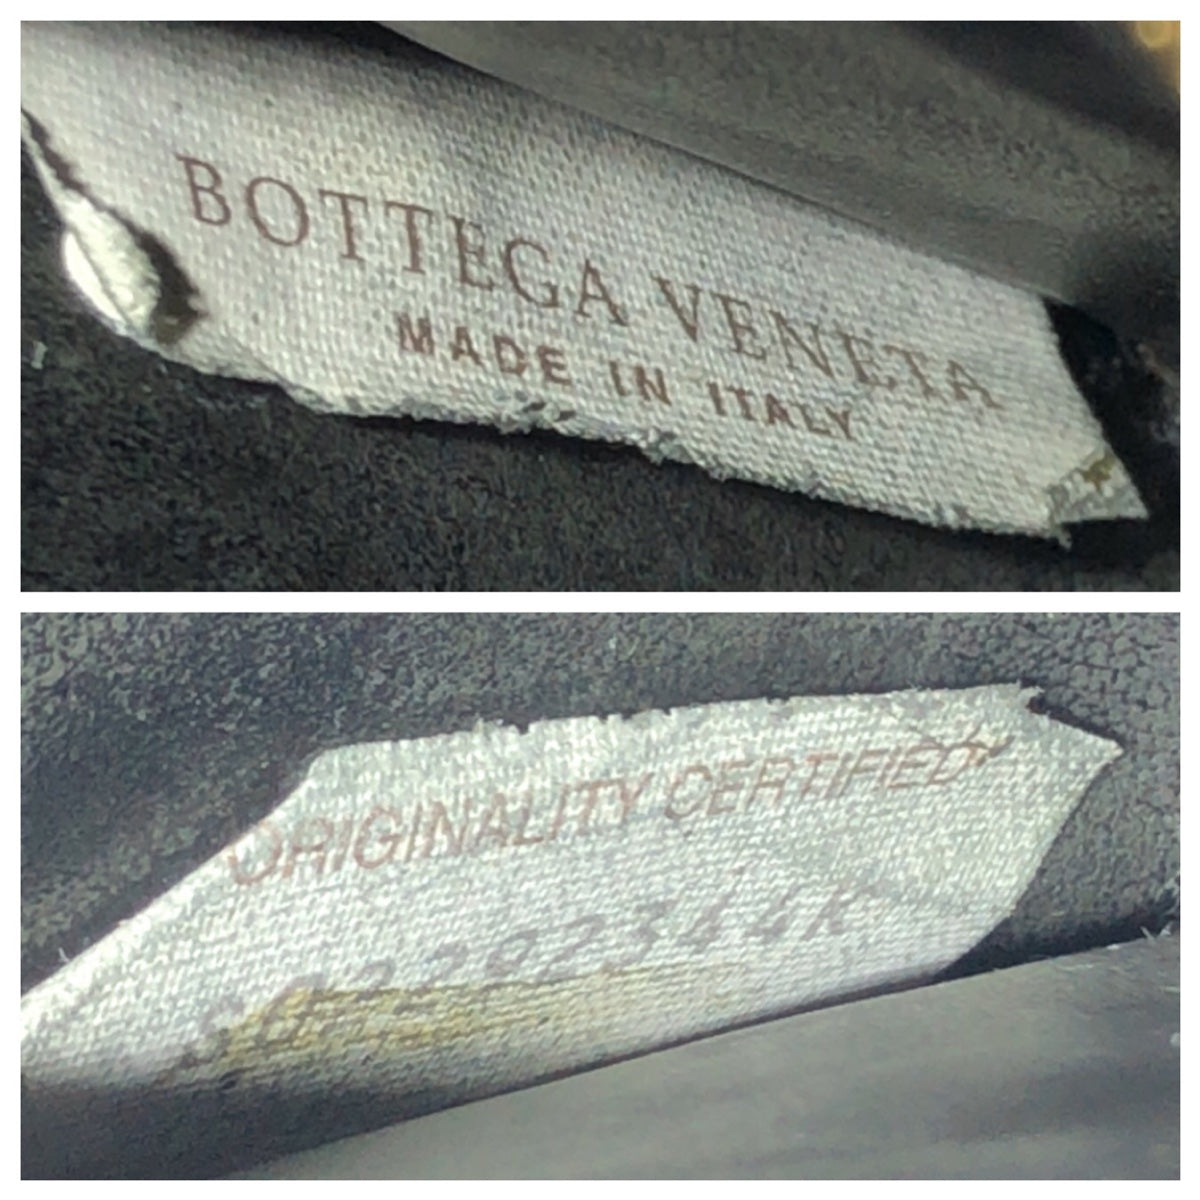 BOTTEGA VENETA
MADE IN ITALY
ORIGINALITY CERTIFIED